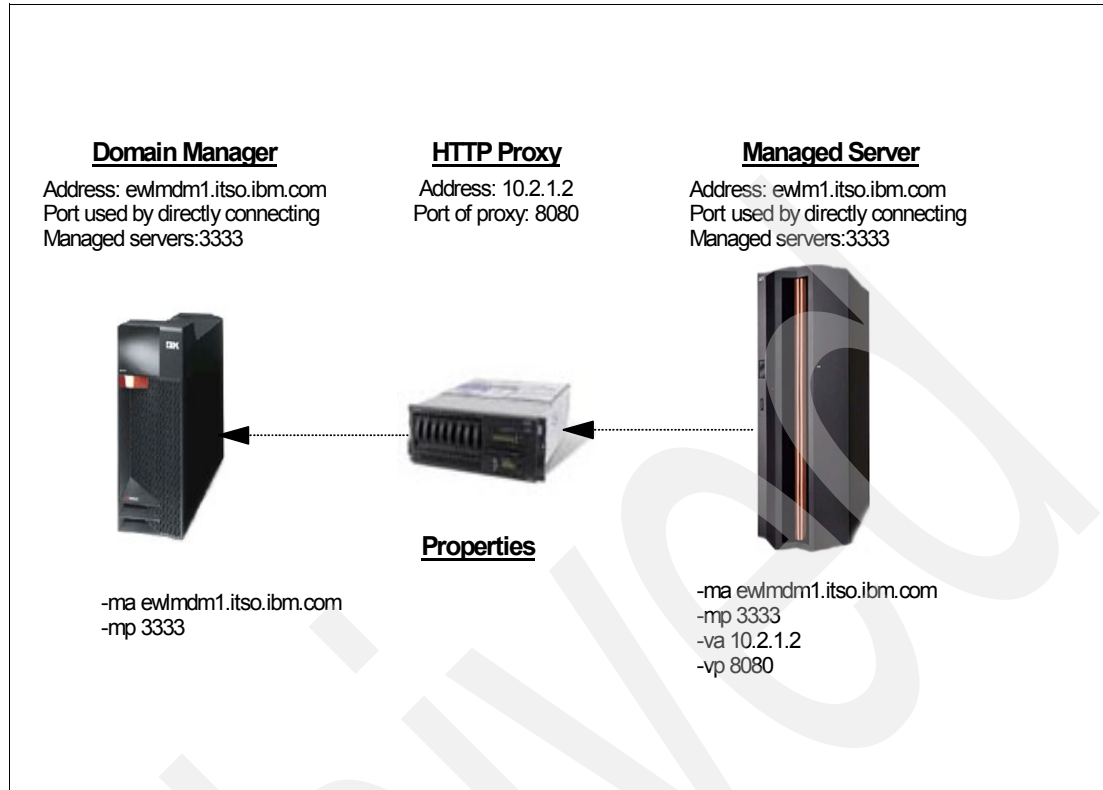 Domain Manager
Address: ewlmdm1.itso.ibm.com
Port used by directly connecting
Managed servers:3333
HTTP Proxy
Address: 10.2.1.2
Port of proxy: 8080
Managed Server
Address: ewlm1.itso.ibm.com
Port used by directly connecting
Managed servers:3333
IBM
Properties
-ma ewlmdm1.itso.ibm.com
-mp 3333
-ma ewlmdm1.itso.ibm.com
-mp 3333
-va 10.2.1.2
-vp 8080